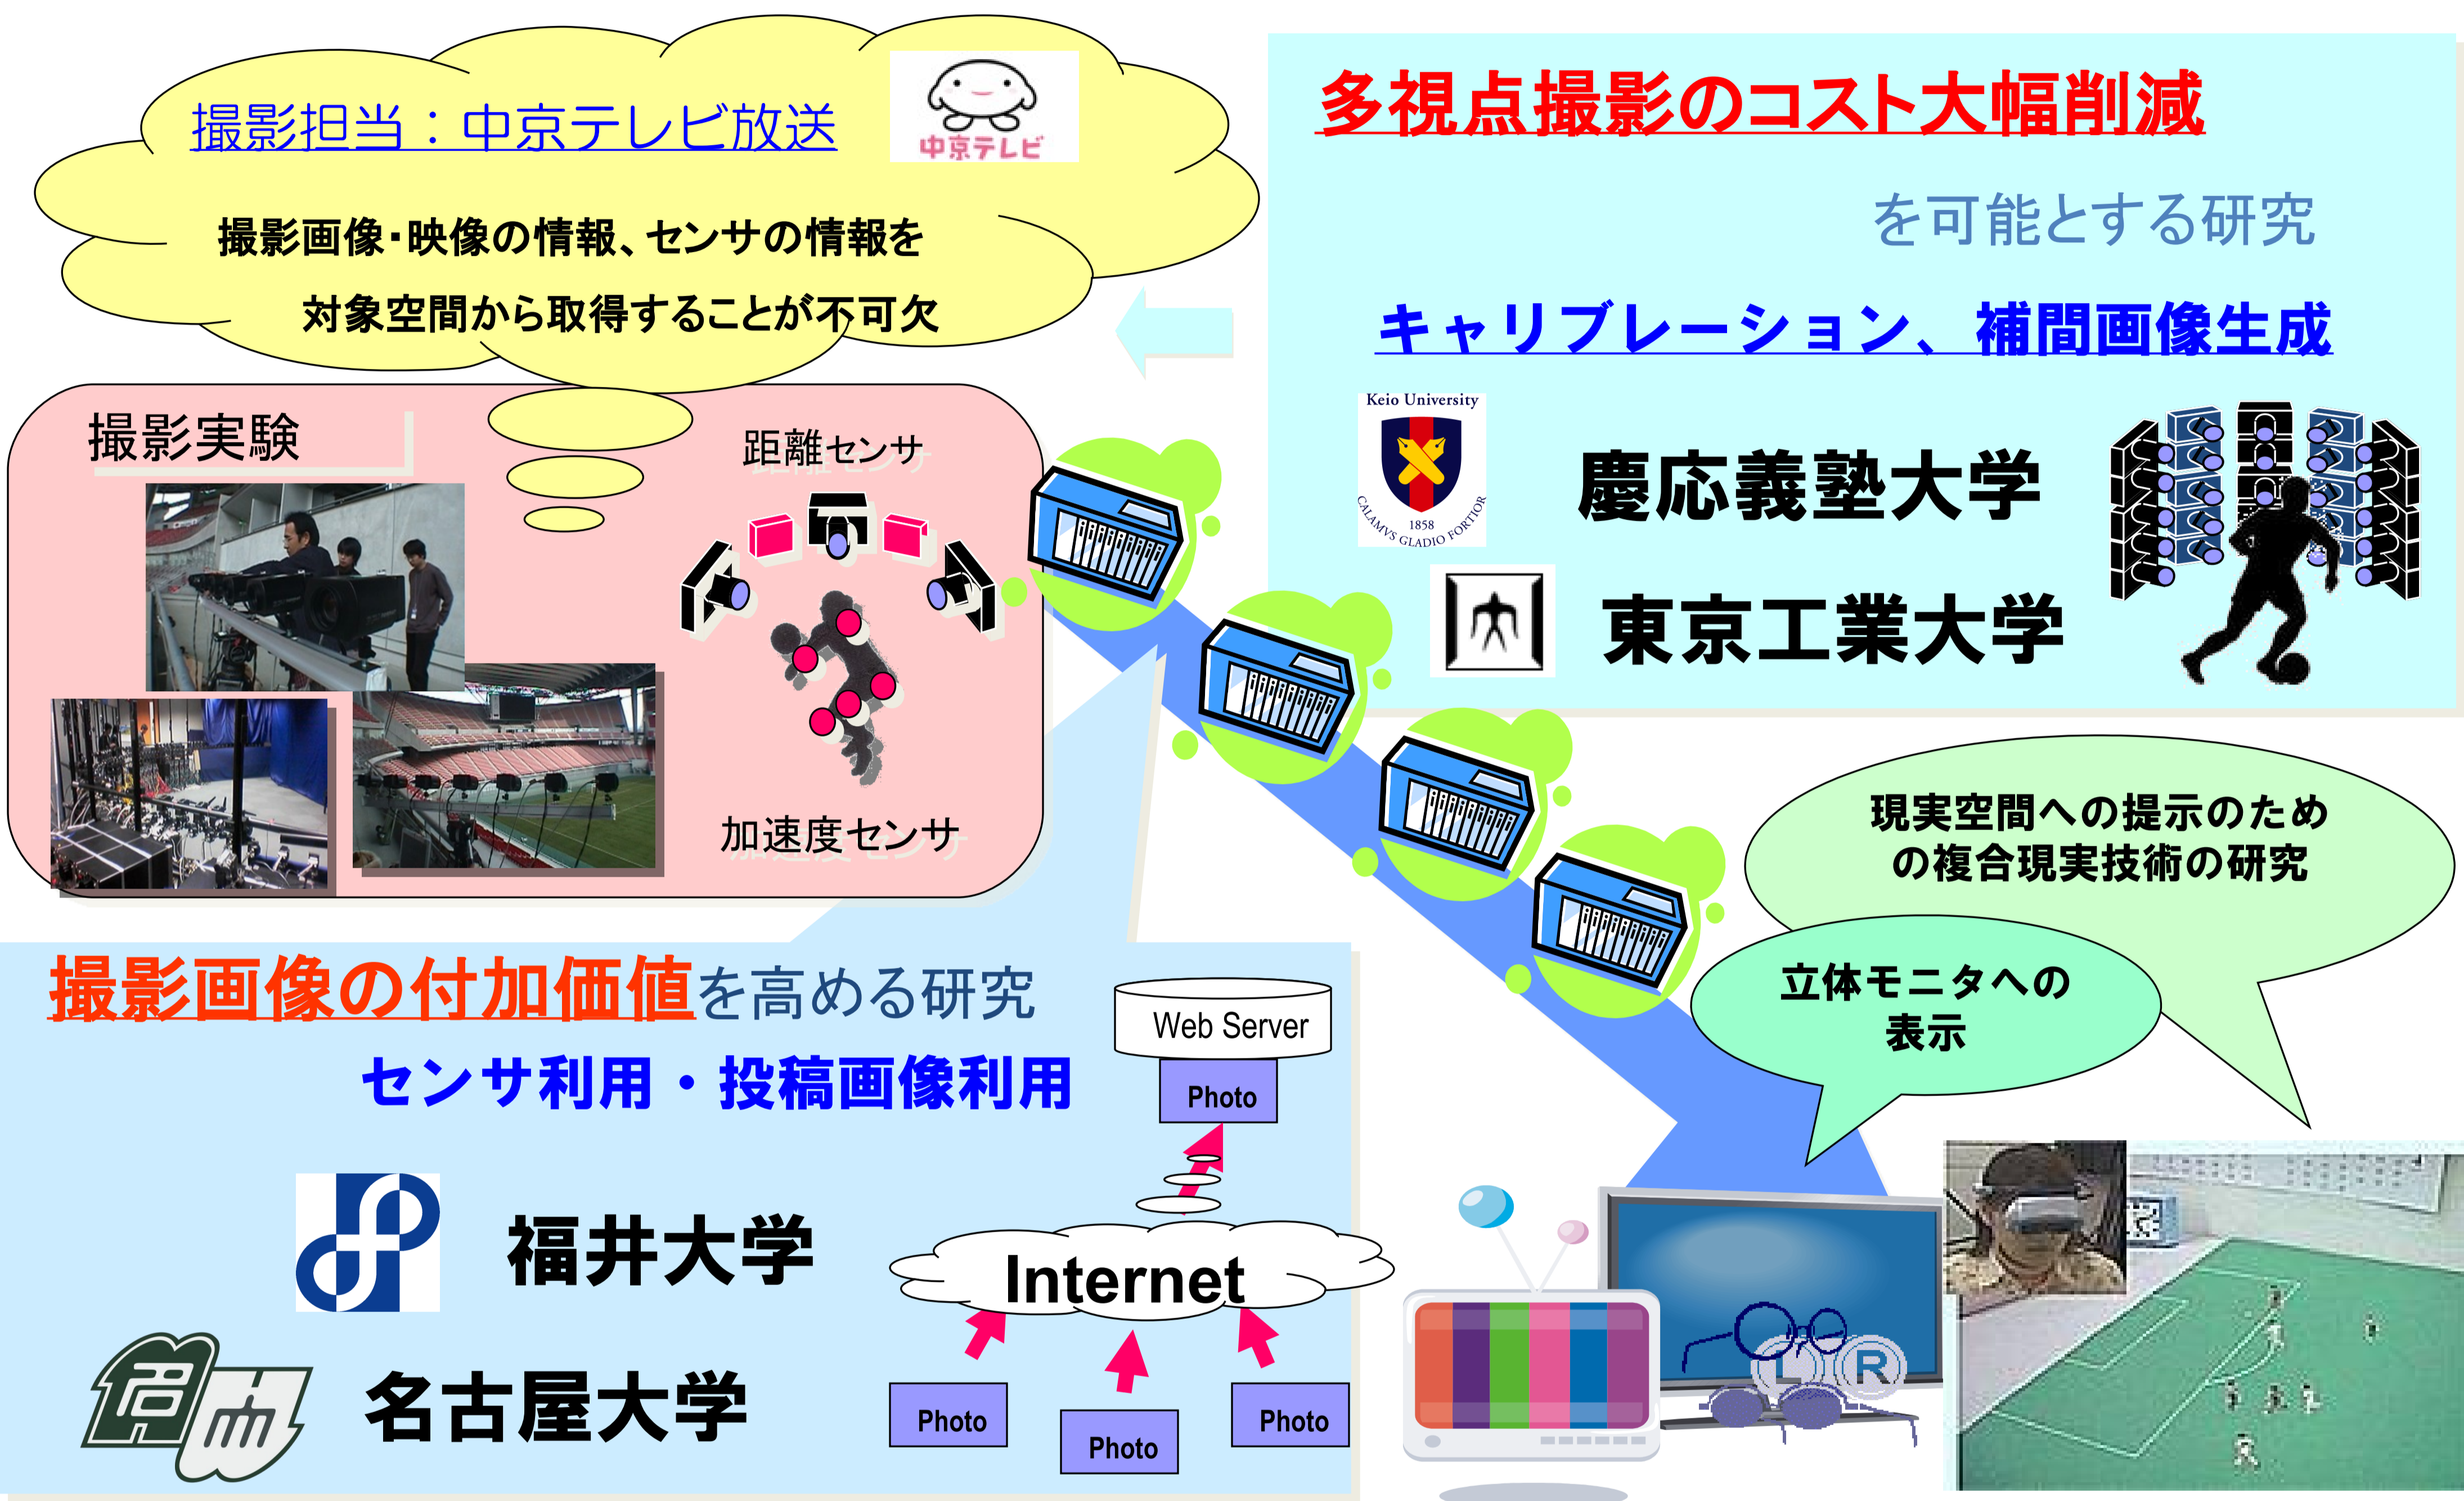 撮影担当：中京テレビ放送
中京テレビ
撮影画像・映像の情報、センサの情報を
対象空間から取得することが不可欠
多視点撮影のコスト大幅削減
を可能とする研究
キャリブレーション、補間画像生成
Keio University
1858
CALAMVS GLADIO FORTIOR
慶応義塾大学
東京工業大学
撮影実験
距離センサ
加速度センサ
現実空間への提示のため
の複合現実技術の研究
立体モニタへの
表示
撮影画像の付加価値を高める研究
センサ利用・投稿画像利用
福井大学
名古屋大学
Web Server
Photo
Internet
Photo
Photo
Photo
L R